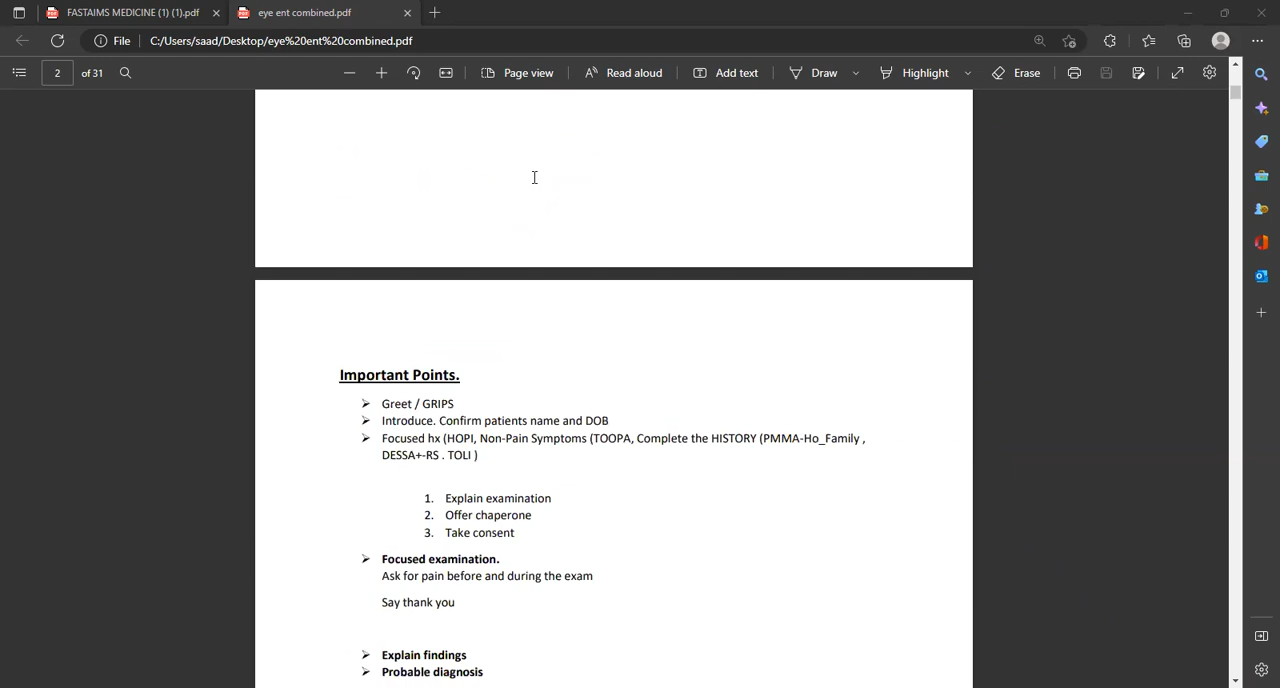 FASTAIMS MEDICINE (1) (1).pdf
eye ent combined.pdf
File
C:/Users/saad/Desktop/eye%20ent%20combined.pdf
2 of 31
Page view
Read aloud
Add text
Draw
Highlight
Erase
Important Points.
➢ Greet / GRIPS
➢ Introduce. Confirm patients name and DOB
➢ Focused hx (HOPI, Non-Pain Symptoms (TOOPA, Complete the HISTORY (PMMA-Ho_Family ,
DESSA+-RS . TOLI )
1. Explain examination
2. Offer chaperone
3. Take consent
➢ Focused examination.
Ask for pain before and during the exam
Say thank you
➢ Explain findings
➢ Probable diagnosis